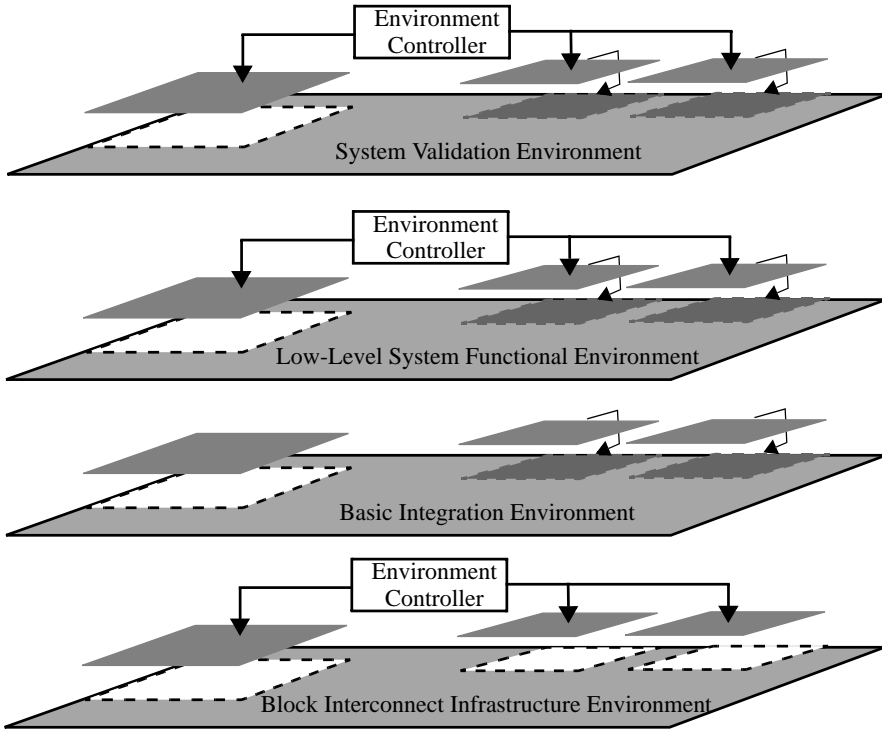 Environment
Controller
System Validation Environment
Environment
Controller
Low-Level System Functional Environment
Basic Integration Environment
Environment
Controller
Block Interconnect Infrastructure Environment